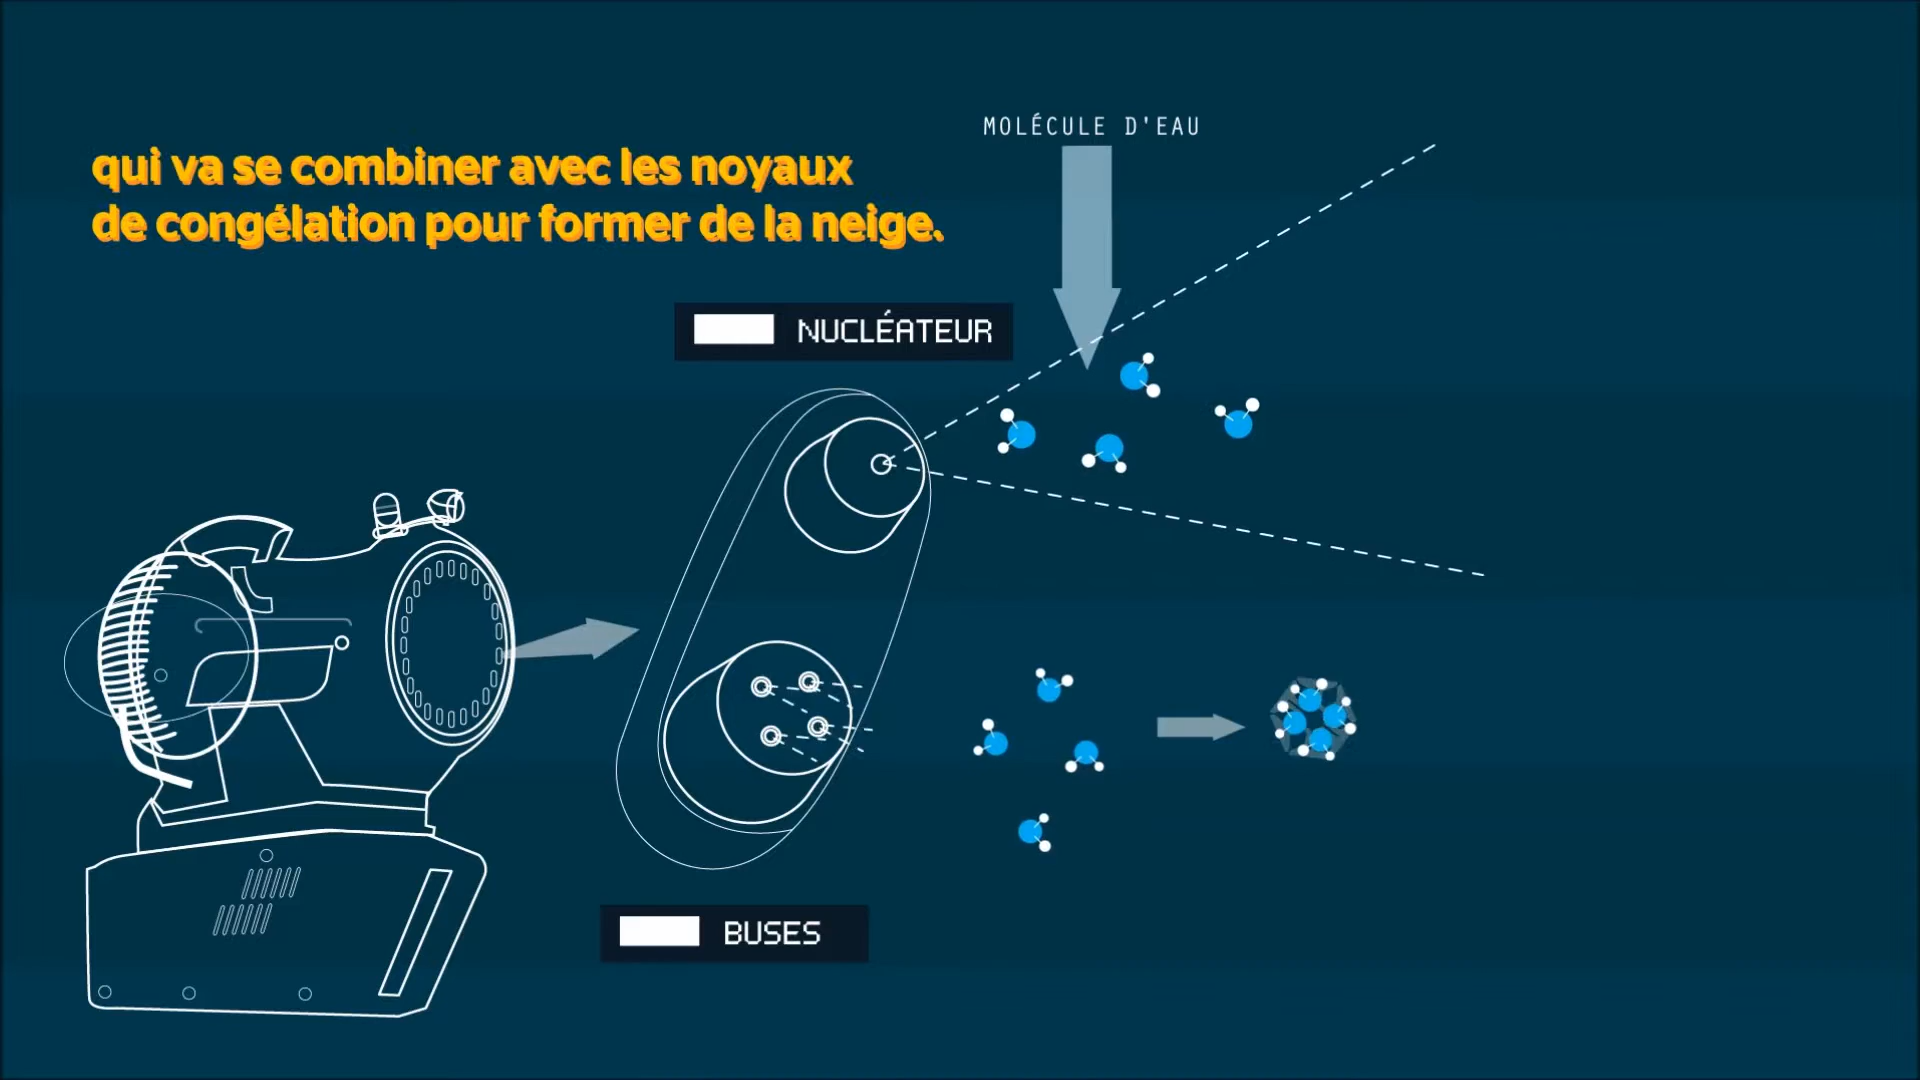 MOLÉCULE D'EAU
qui va se combiner avec les noyaux
de congélation pour former de la neige.
NUCLÉATEUR
BUSES